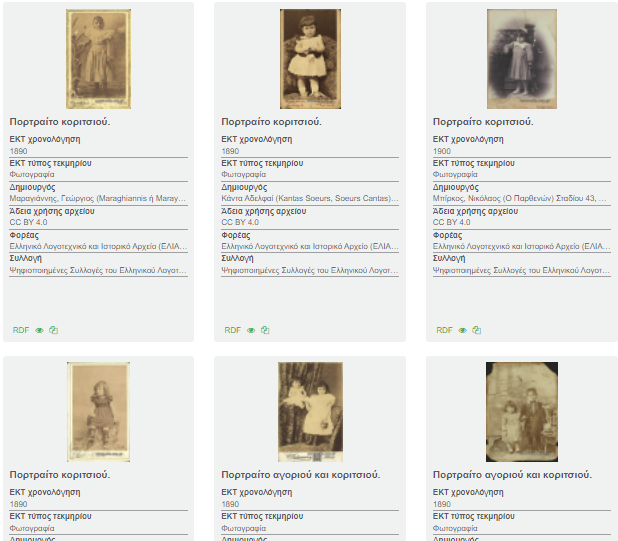 Πορτραίτο κοριτσιού.
ΕΚΤ χρονολόγηση
1890
ΕΚΤ τύπος τεκμηρίου
Φωτογραφία
Δημιουργός
Μαραγιάννης, Γεώργιος (Maraghiannis ή Maray...
Άδεια χρήσης αρχείου
CC BY 4.0
Φορέας
Ελληνικό Λογοτεχνικό και Ιστορικό Αρχείο (ΕΛΙΑ...
Συλλογή
Ψηφιοποιημένες Συλλογές του Ελληνικού Λογοτ...
RDF
Πορτραίτο κοριτσιού.
ΕΚΤ χρονολόγηση
1890
ΕΚΤ τύπος τεκμηρίου
Φωτογραφία
Δημιουργός
Κάντα Αδελφαί (Kantas Soeurs, Soeurs Cantas)...
Άδεια χρήσης αρχείου
CC BY 4.0
Φορέας
Ελληνικό Λογοτεχνικό και Ιστορικό Αρχείο (ΕΛΙΑ...
Συλλογή
Ψηφιοποιημένες Συλλογές του Ελληνικού Λογοτ...
RDF
Πορτραίτο κοριτσιού.
ΕΚΤ χρονολόγηση
1900
ΕΚΤ τύπος τεκμηρίου
Φωτογραφία
Δημιουργός
Μπίρκος, Νικόλαος (Ο Παρθενών) Σταδίου 43, ...
Άδεια χρήσης αρχείου
CC BY 4.0
Φορέας
Ελληνικό Λογοτεχνικό και Ιστορικό Αρχείο (ΕΛΙΑ...
Συλλογή
Ψηφιοποιημένες Συλλογές του Ελληνικού Λογοτ...
RDF
Πορτραίτο κοριτσιού.
ΕΚΤ χρονολόγηση
1890
ΕΚΤ τύπος τεκμηρίου
Φωτογραφία
Δημιουργός
Πορτραίτο αγοριού και κοριτσιού.
ΕΚΤ χρονολόγηση
1890
ΕΚΤ τύπος τεκμηρίου
Φωτογραφία
Δημιουργός
Πορτραίτο αγοριού και κοριτσιού.
ΕΚΤ χρονολόγηση
1890
ΕΚΤ τύπος τεκμηρίου
Φωτογραφία
Δημιουργός